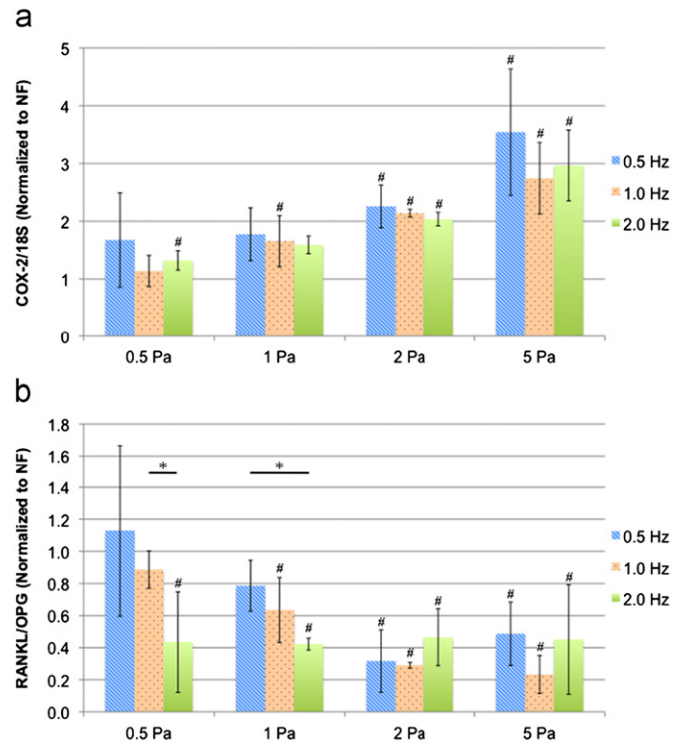 a
COX-2/18S (Normalized to NF)
5
4
3
2
1
0
# # # # # # # #
0.5 Pa 1 Pa 2 Pa 5 Pa
0.5 Hz
1.0 Hz
2.0 Hz
b
RANKL/OPG (Normalized to NF)
1.8
1.6
1.4
1.2
1.0
0.8
0.6
0.4
0.2
0.0
* *
# # # # # # # # #
0.5 Pa 1 Pa 2 Pa 5 Pa
0.5 Hz
1.0 Hz
2.0 Hz